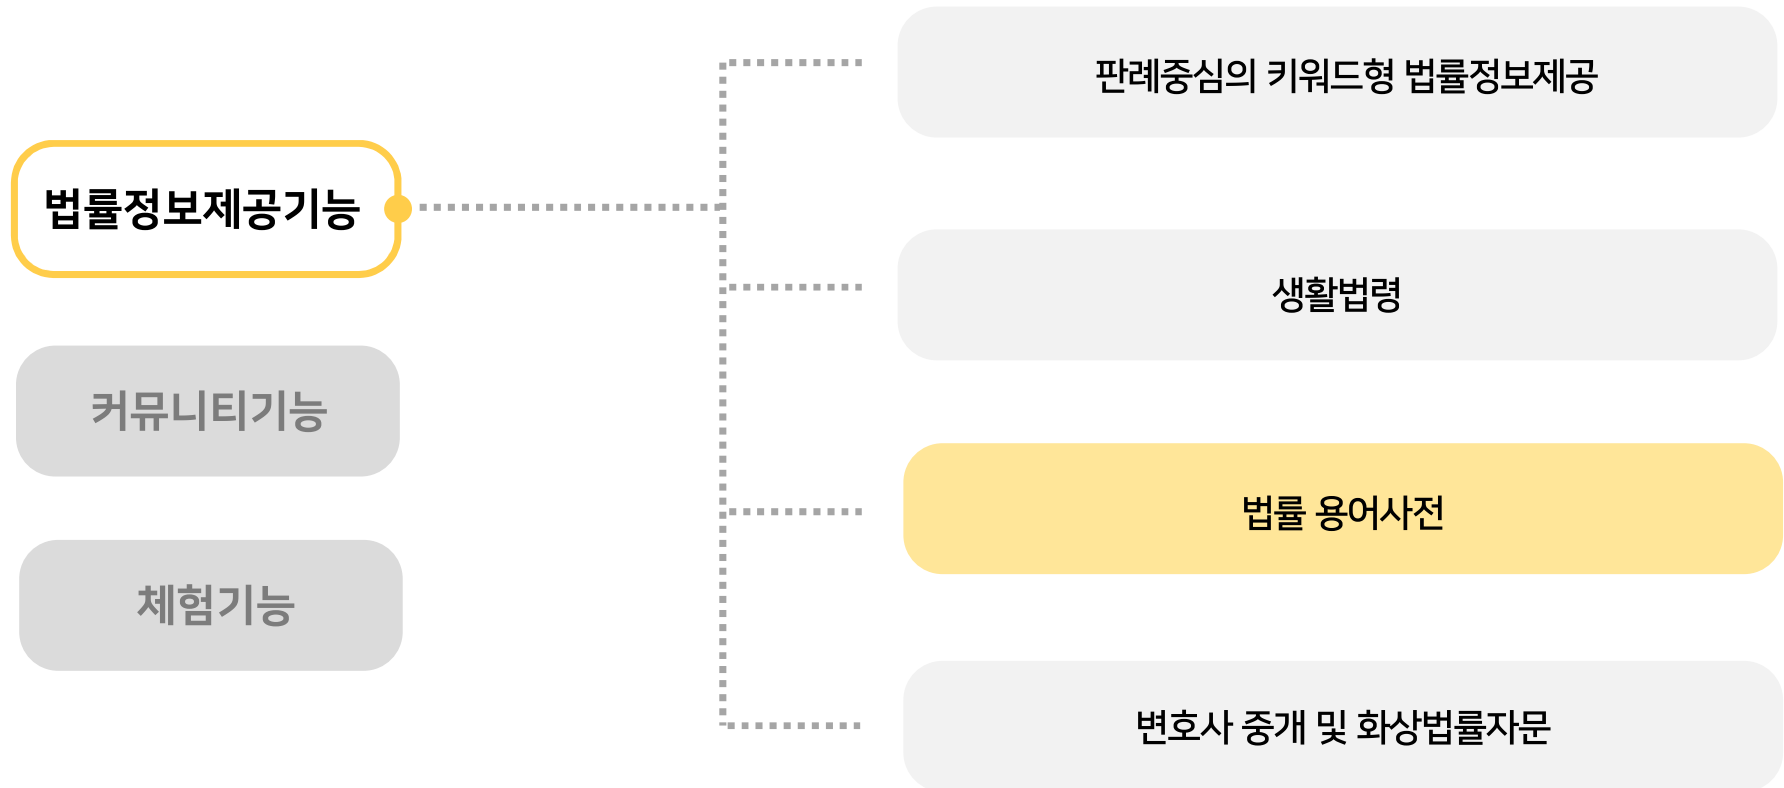 법률정보제공기능
커뮤니티기능
체험기능
판례중심의 키워드형 법률정보제공
생활법령
법률 용어사전
변호사 중개 및 화상법률자문